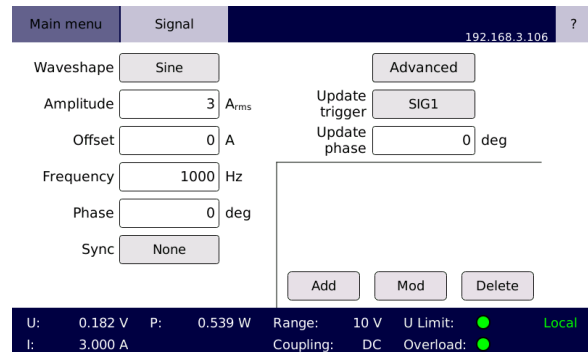 Main menu Signal 192.168.3.106 ?
Waveshape Sine Advanced
Amplitude 3 Arms Update trigger SIG1
Offset 0 A Update phase 0 deg
Frequency 1000 Hz
Phase 0 deg
Sync None
Add Mod Delete
U: 0.182 V P: 0.539 W Range: 10 V U Limit: Local
I: 3.000 A Coupling: DC Overload: